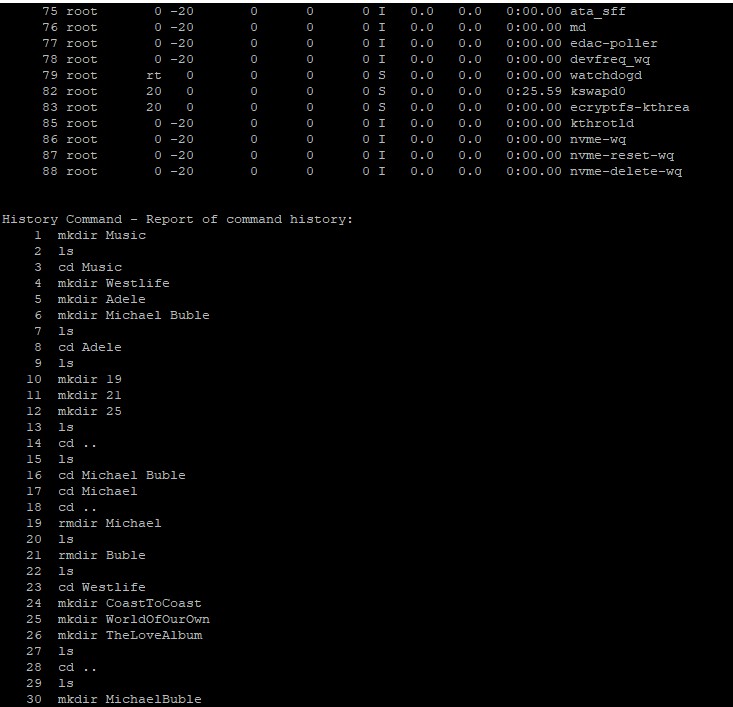 75 root 0 -20 0 0 0 I 0.0 0.0 0:00.00 ata_sff
76 root 0 -20 0 0 0 I 0.0 0.0 0:00.00 md
77 root 0 -20 0 0 0 I 0.0 0.0 0:00.00 edac-poller
78 root 0 -20 0 0 0 I 0.0 0.0 0:00.00 devfreq_wq
79 root rt 0 0 0 0 S 0.0 0.0 0:00.00 watchdogd
82 root 20 0 0 0 0 S 0.0 0.0 0:25.59 kswapd0
83 root 20 0 0 0 0 S 0.0 0.0 0:00.00 ecryptfs-kthrea
85 root 0 -20 0 0 0 I 0.0 0.0 0:00.00 kthrotld
86 root 0 -20 0 0 0 I 0.0 0.0 0:00.00 nvme-wq
87 root 0 -20 0 0 0 I 0.0 0.0 0:00.00 nvme-reset-wq
88 root 0 -20 0 0 0 I 0.0 0.0 0:00.00 nvme-delete-wq
History Command - Report of command history:
1 mkdir Music
2 ls
3 cd Music
4 mkdir Westlife
5 mkdir Adele
6 mkdir Michael Buble
7 ls
8 cd Adele
9 ls
10 mkdir 19
11 mkdir 21
12 mkdir 25
13 ls
14 cd ..
15 ls
16 cd Michael Buble
17 cd Michael
18 cd ..
19 rmdir Michael
20 ls
21 rmdir Buble
22 ls
23 cd Westlife
24 mkdir CoastToCoast
25 mkdir WorldOfOurOwn
26 mkdir TheLoveAlbum
27 ls
28 cd ..
29 ls
30 mkdir MichaelBuble